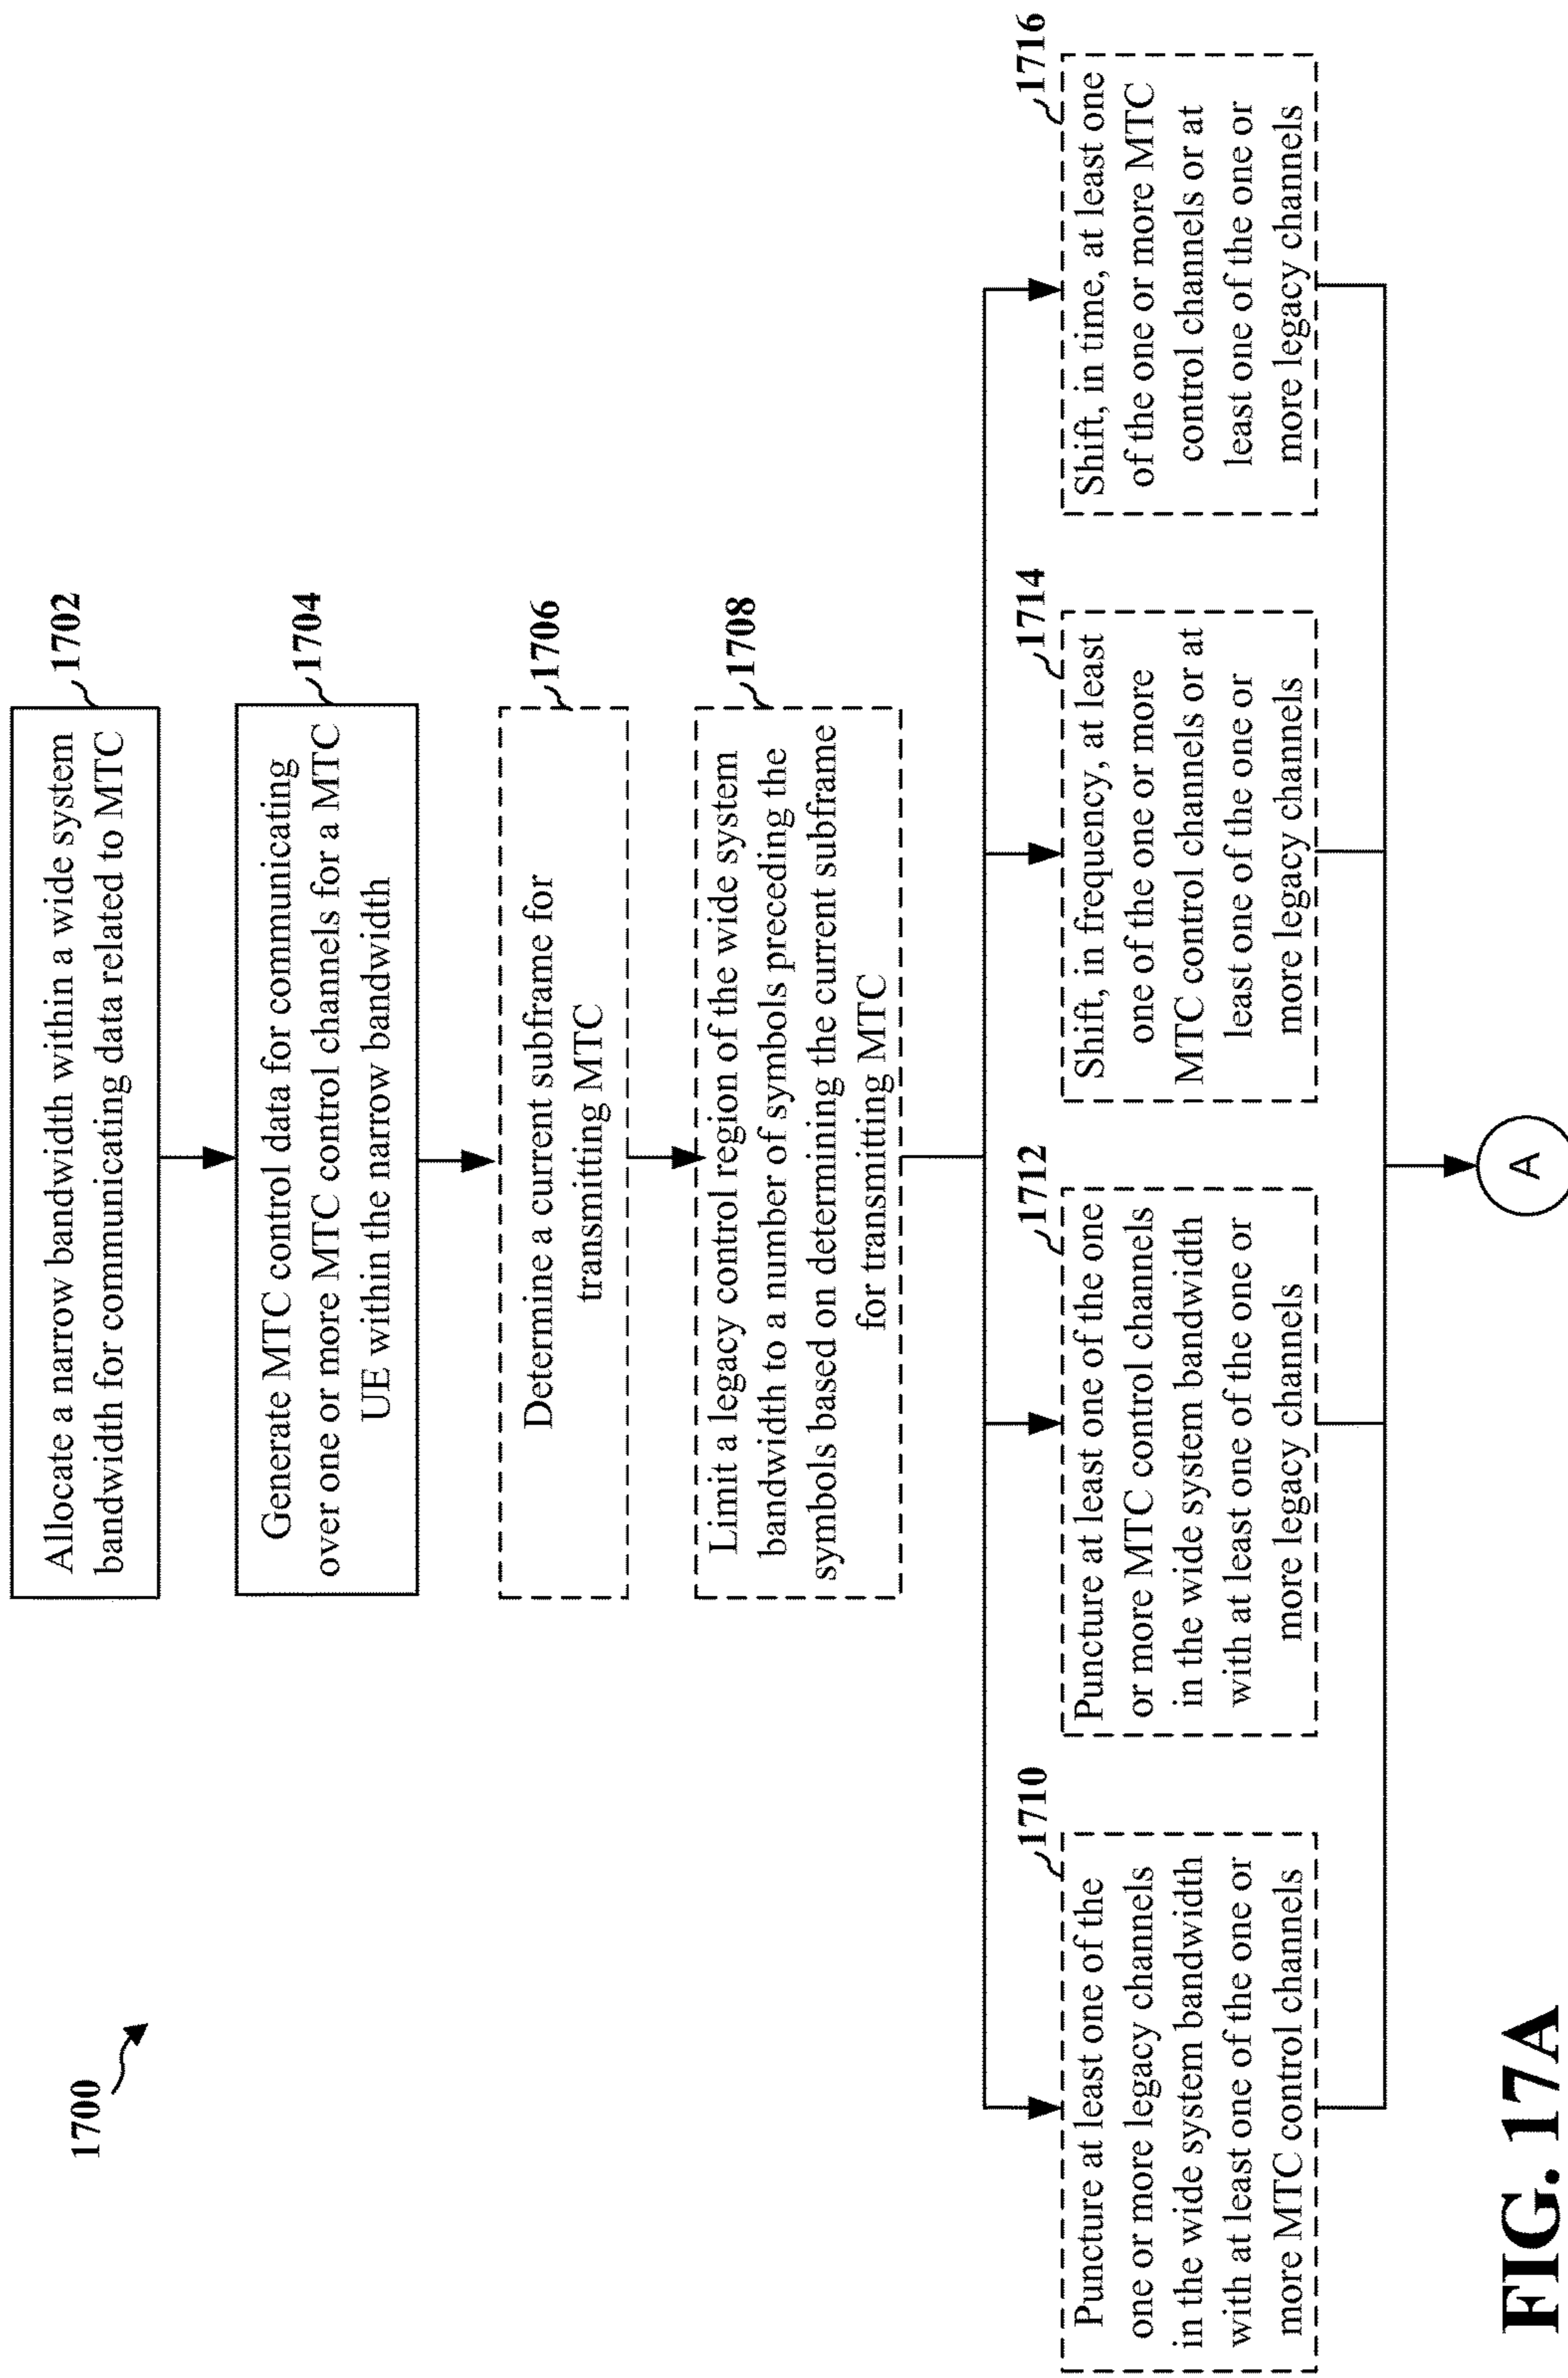 1700
1702
Allocate a narrow bandwidth within a wide system
bandwidth for communicating data related to MTC
1704
Generate MTC control data for communicating
over one or more MTC control channels for a MTC
UE within the narrow bandwidth
1706
Determine a current subframe for
transmitting MTC
1708
Limit a legacy control region of the wide system
bandwidth to a number of symbols preceding the
symbols based on determining the current subframe
for transmitting MTC
1710
Puncture at least one of the
one or more legacy channels
in the wide system bandwidth
with at least one of the one or
more MTC control channels
1712
Puncture at least one of the one
or more MTC control channels
in the wide system bandwidth
with at least one of the one or
more legacy channels
1714
Shift, in frequency, at least
one of the one or more
MTC control channels or at
least one of the one or
more legacy channels
1716
Shift, in time, at least one
of the one or more MTC
control channels or at
least one of the one or
more legacy channels
A
FIG. 17A